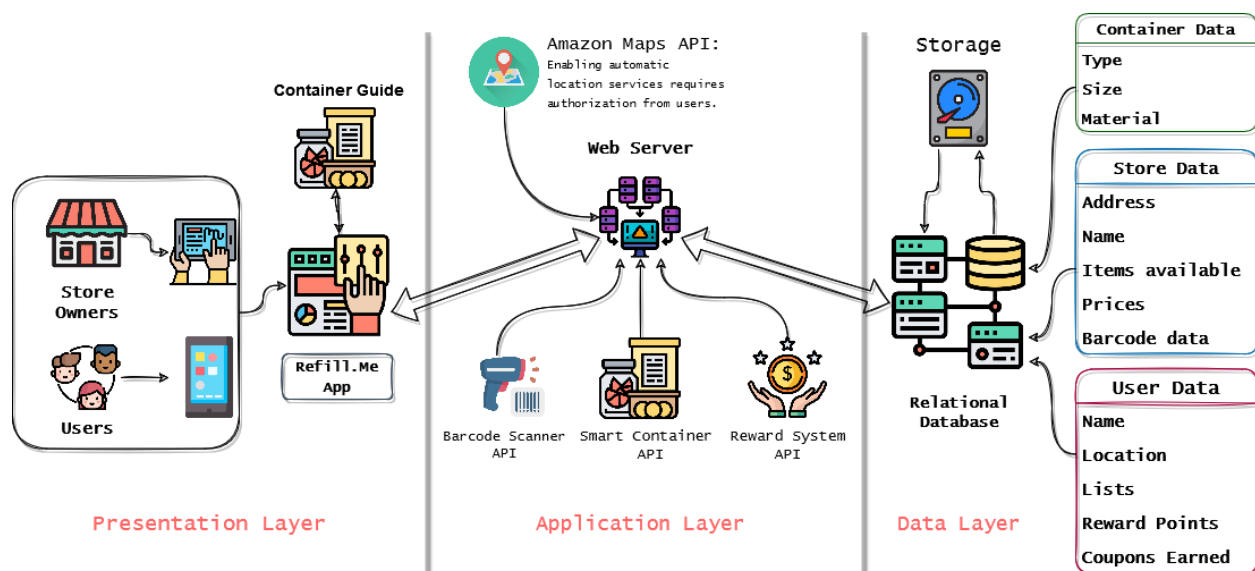 Container Guide
Store
Owners
Users
Refill.Me
App
Presentation Layer
Amazon Maps API:
Enabling automatic
location services requires
authorization from users.
Web Server
Barcode Scanner
API
Smart Container
API
Reward System
API
Application Layer
Storage
Relational
Database
Data Layer
Container Data
Type
Size
Material
Store Data
Address
Name
Items available
Prices
Barcode data
User Data
Name
Location
Lists
Reward Points
Coupons Earned